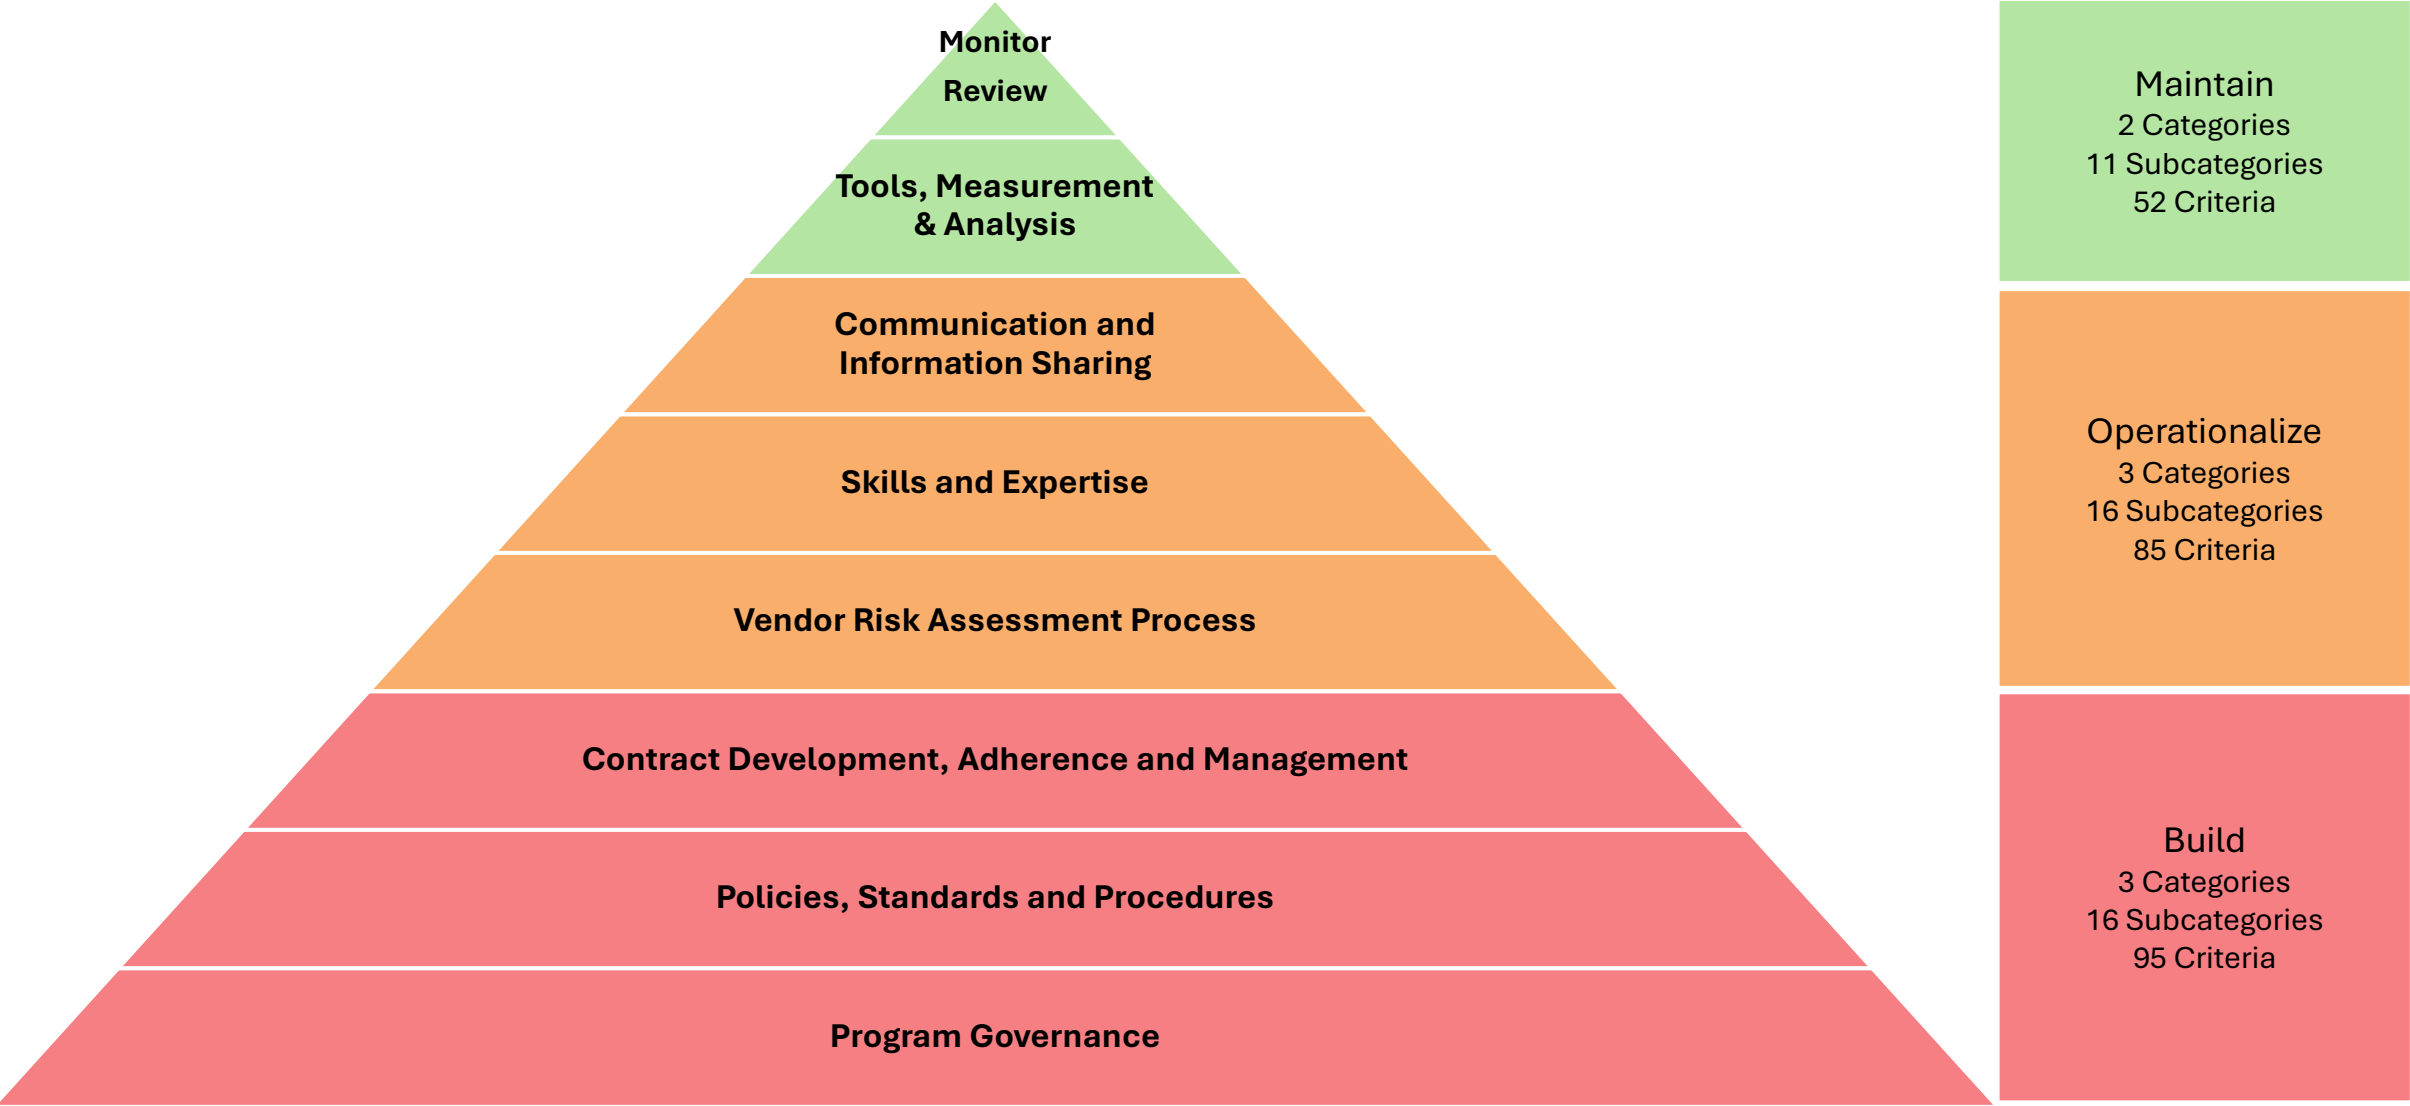 Monitor
Review
Tools, Measurement
& Analysis
Communication and
Information Sharing
Skills and Expertise
Vendor Risk Assessment Process
Contract Development, Adherence and Management
Policies, Standards and Procedures
Program Governance
Maintain
2 Categories
11 Subcategories
52 Criteria
Operationalize
3 Categories
16 Subcategories
85 Criteria
Build
3 Categories
16 Subcategories
95 Criteria